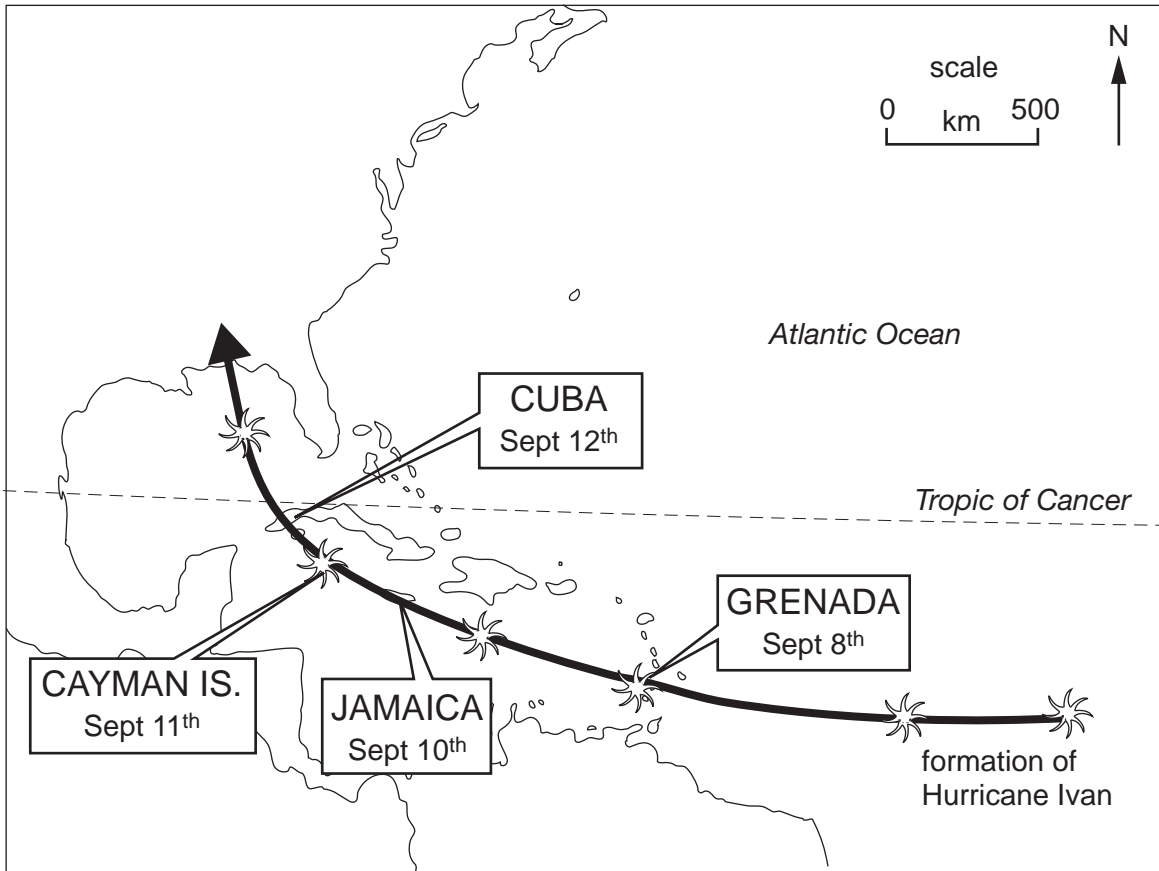 N
scale
0 km 500
Atlantic Ocean
CUBA
Sept 12th
Tropic of Cancer
GRENADA
Sept 8th
CAYMAN IS.
Sept 11th
JAMAICA
Sept 10th
formation of
Hurricane Ivan